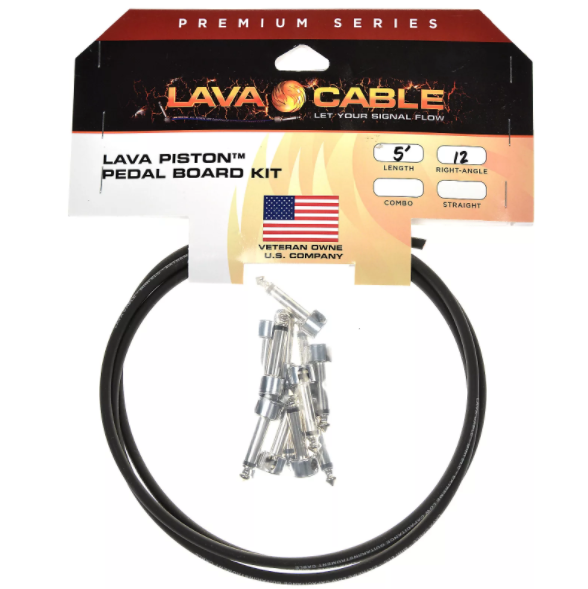 PREMIUM SERIES
LAVA CABLE
LET YOUR SIGNAL FLOW
LAVA PISTON™
PEDAL BOARD KIT
5'
LENGTH
12
RIGHT-ANGLE
COMBO
STRAIGHT
VETERAN OWNE
U.S. COMPANY